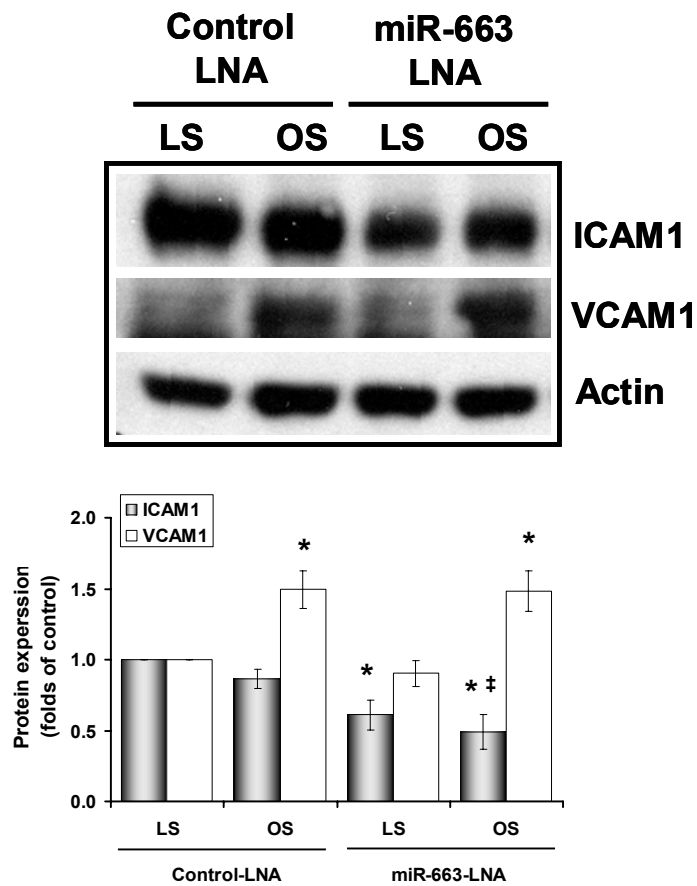 Control miR-663
LNA LNA
LS OS LS OS
ICAM1
VCAM1
Actin
ICAM1
VCAM1
Protein experssion
(folds of control)
2.0
1.5
1.0
0.5
0.0
*
*
*
* ‡
LS OS LS OS
Control-LNA miR-663-LNA